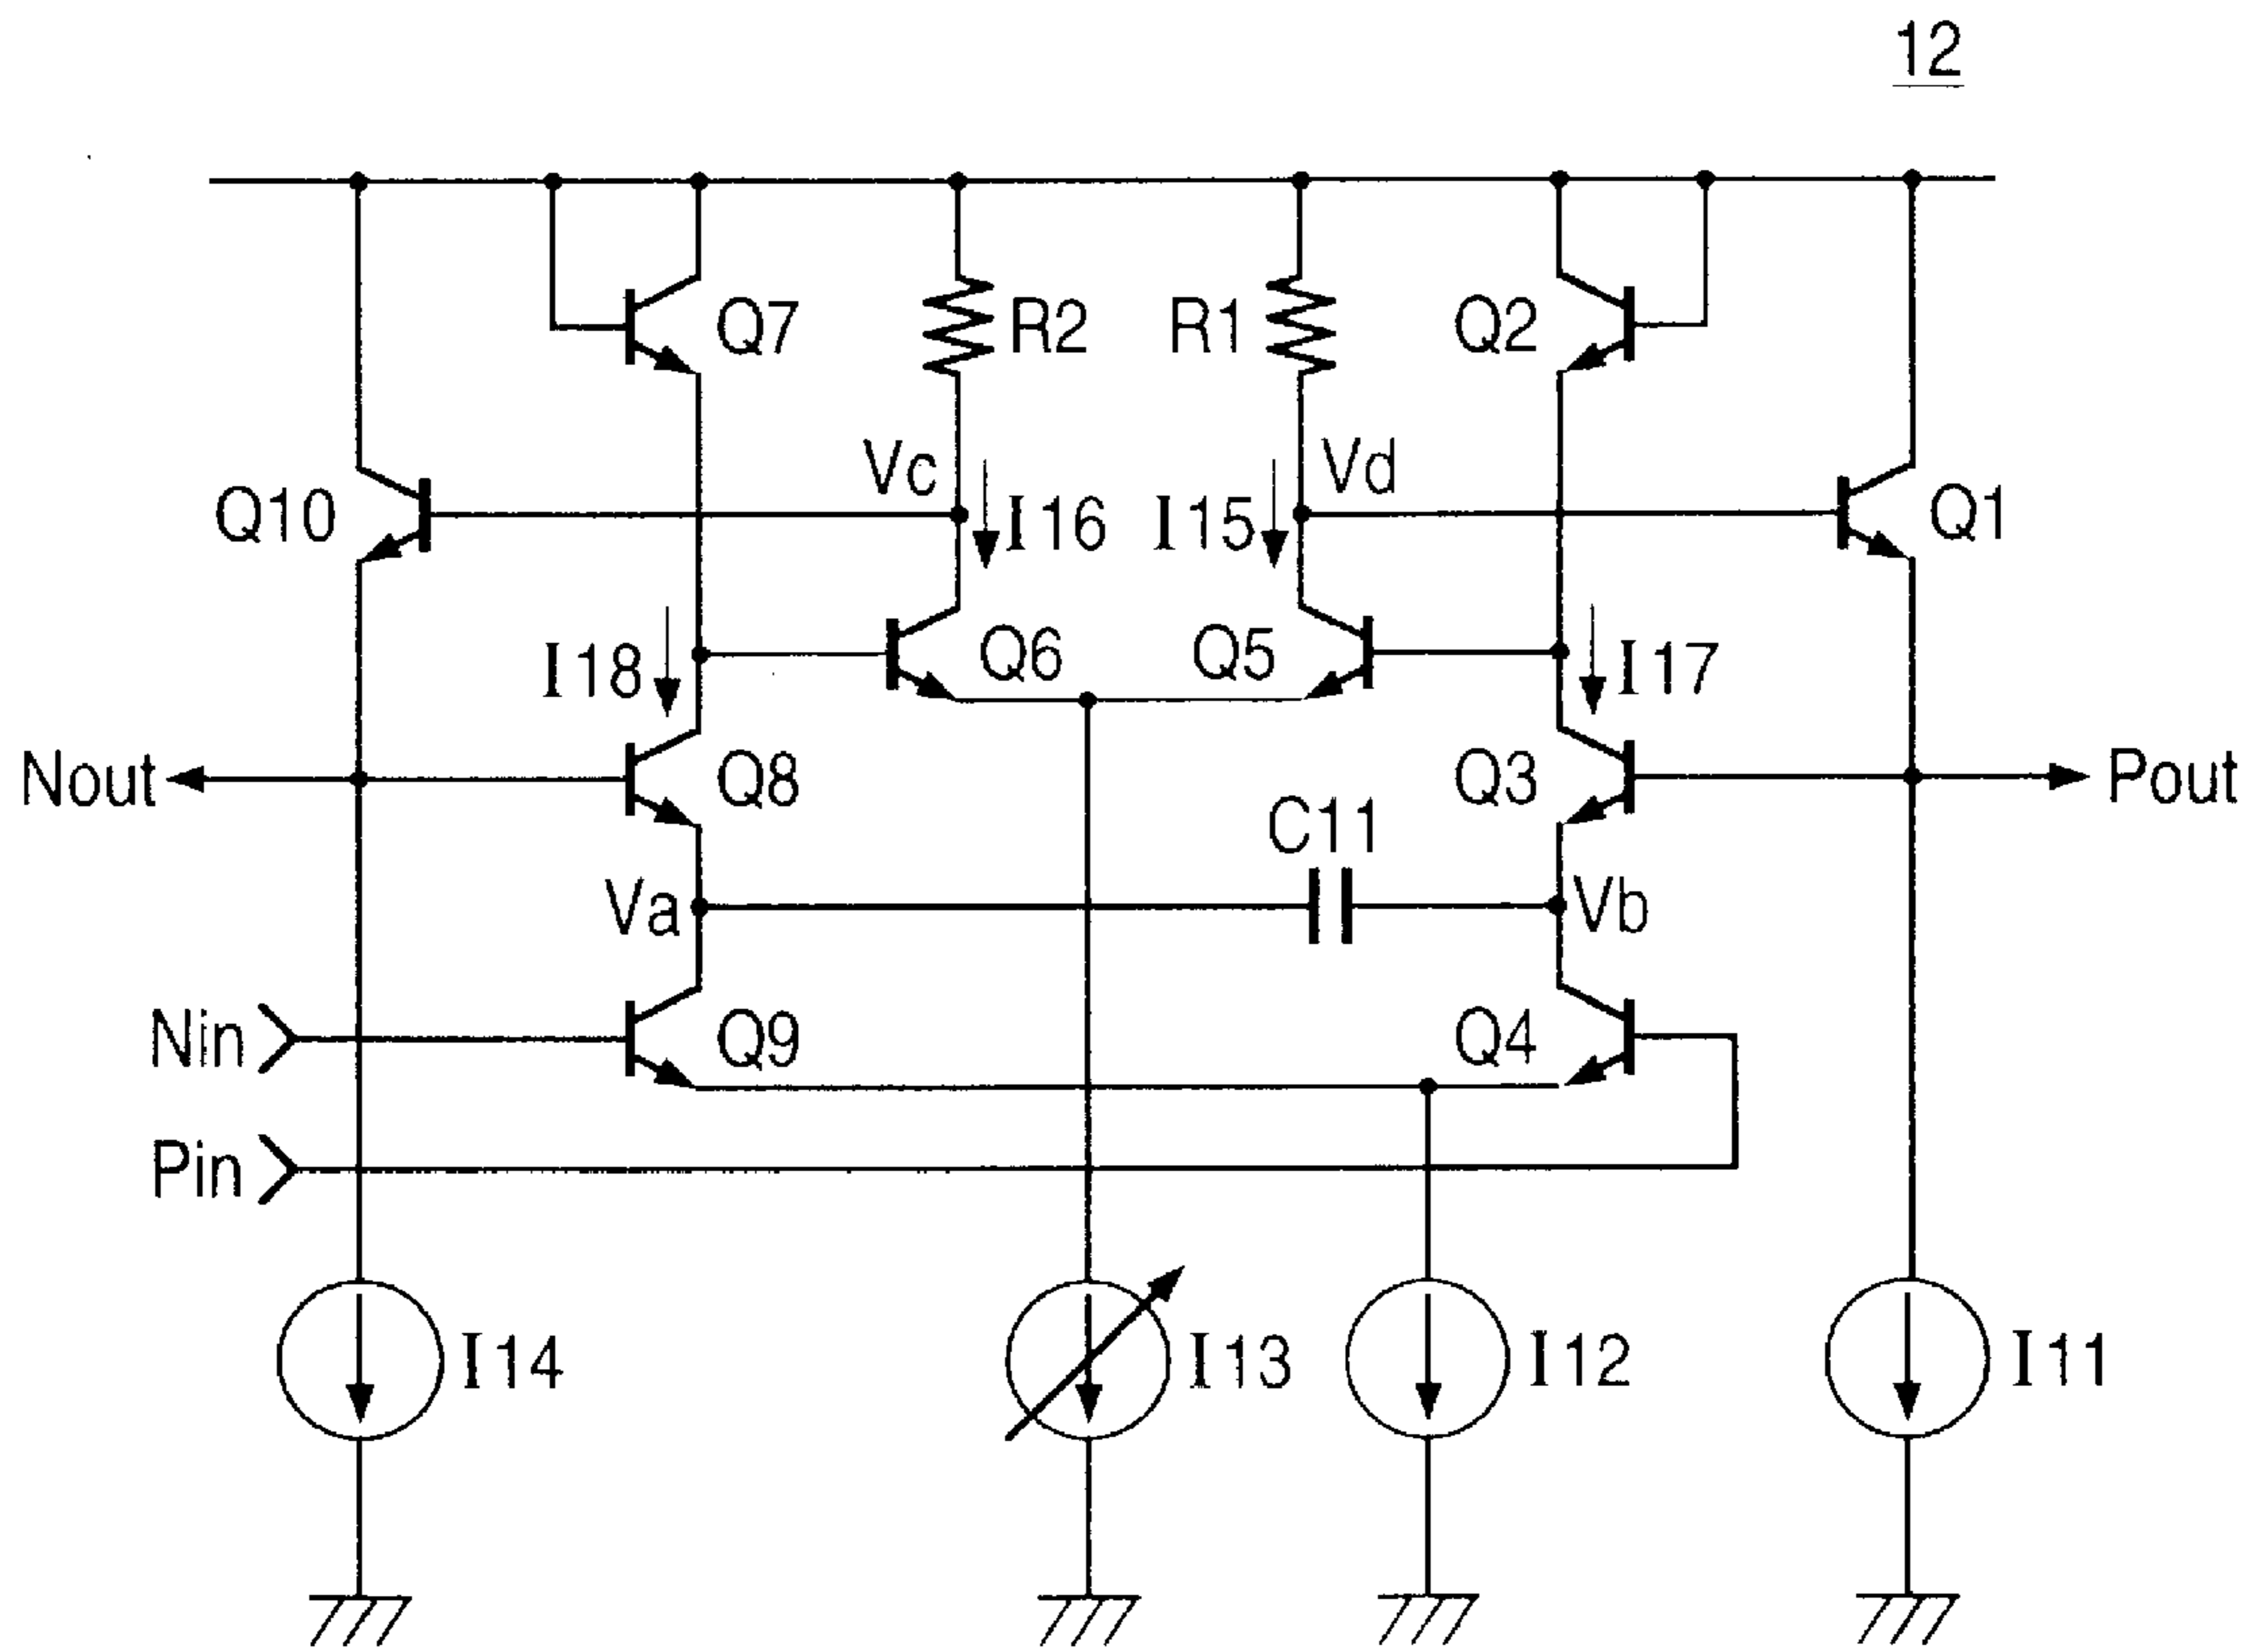 12
Q7
R2
R1
Q2
Vc
Vd
Q10
I16
I15
Q1
I18
Q6
Q5
I17
Nout
Q8
Q3
Pout
C11
Va
Vb
Nin
Q9
Q4
Pin
I14
I13
I12
I11